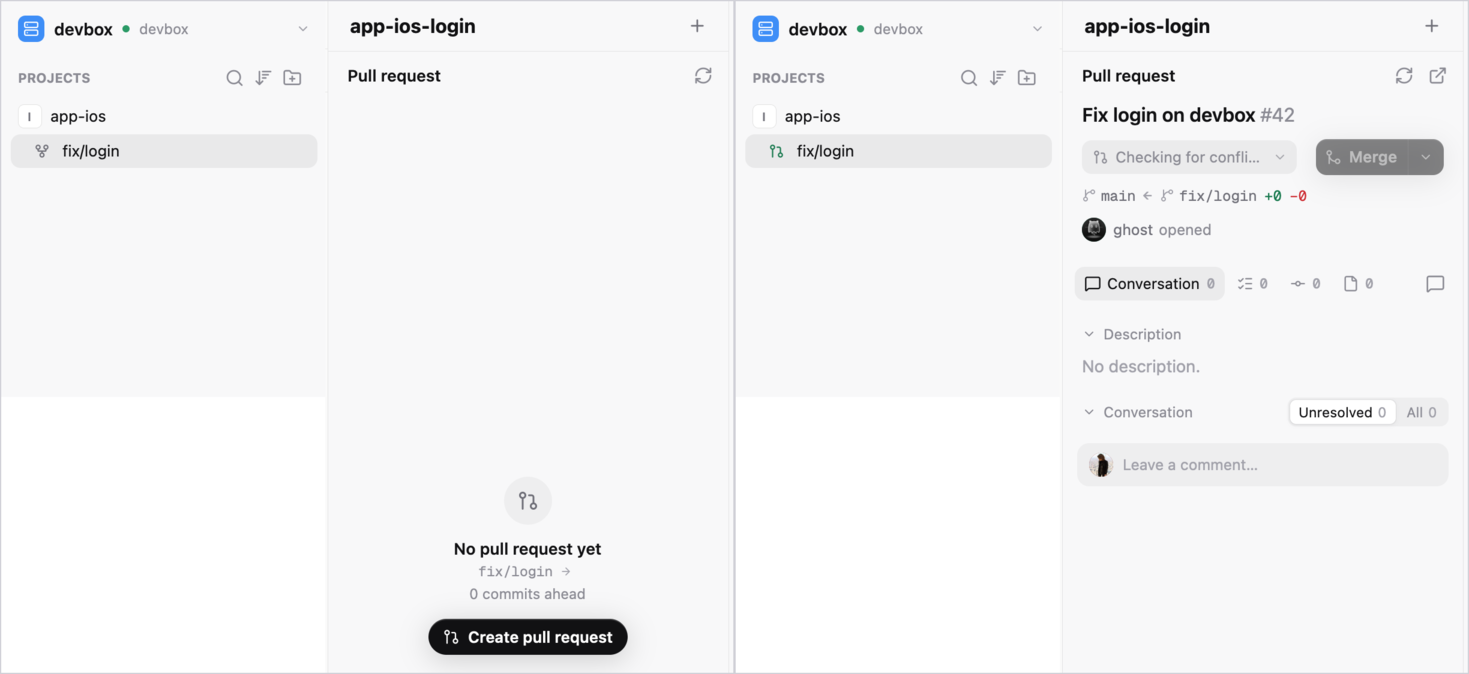 devbox devbox
PROJECTS
I app-ios
fix/login
app-ios-login
Pull request
No pull request yet
fix/login →
0 commits ahead
Create pull request
devbox devbox
PROJECTS
I app-ios
fix/login
app-ios-login
Pull request
Fix login on devbox #42
Checking for confli... Merge
main ← fix/login +0 -0
ghost opened
Conversation 0 0 0 0
Description
No description.
Conversation Unresolved 0 All 0
Leave a comment...